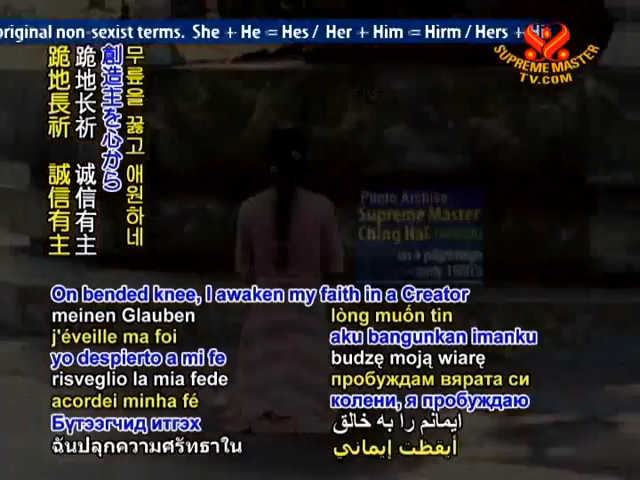 original non-sexist terms. She + He = Hes / Her + Him = Hirm / Hers + Hi
SUPREME MASTER
TV.COM
무릎을 꿇고 애원하네
創造主を心から
跪地长祈 诚信有主
跪地長祈 誠信有主
Photo Archive
Supreme Master
Ching Hai
on a pilgrimage
early 1980's
On bended knee, I awaken my faith in a Creator
meinen Glauben
lòng muốn tin
j'éveille ma foi
aku bangunkan imanku
yo despierto a mi fe
budzę moją wiarę
risveglio la mia fede
пробуждам вярата си
acordei minha fé
колени, я пробуждаю
Бүтээгчид итгэх
ایمانم را به خالق
ฉันปลุกความศรัทธาใน
أيقظت إيماني